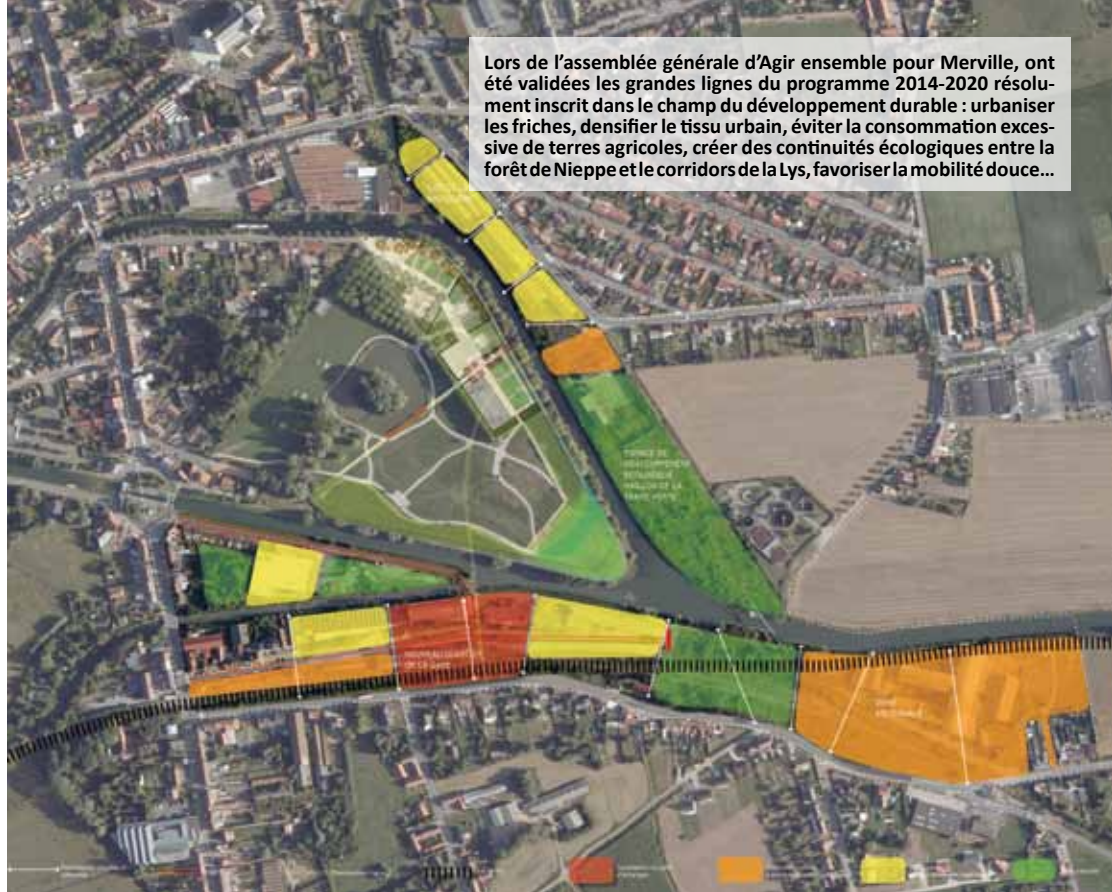 Lors de l’assemblée générale d’Agir ensemble pour Merville, ont
été validées les grandes lignes du programme 2014-2020 résolu-
ment inscrit dans le champ du développement durable : urbaniser
les friches, densifier le tissu urbain, éviter la consommation exces-
sive de terres agricoles, créer des continuités écologiques entre la
forêt de Nieppe et le corridors de la Lys, favoriser la mobilité douce...
DE LA